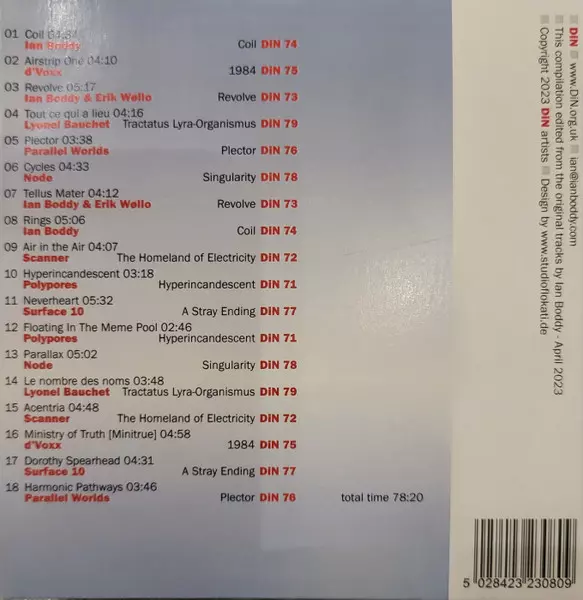 01 Coil 04:34
Ian Boddy Coil DiN 74
02 Airstrip One 04:10
d'Voxx 1984 DiN 75
03 Revolve 05:17
Ian Boddy & Erik Wøllo Revolve DiN 73
04 Tout ce qui a lieu 04:16
Lyonel Bauchet Tractatus Lyra-Organismus DiN 79
05 Plector 03:38
Parallel Worlds Plector DiN 76
06 Cycles 04:33
Node Singularity DiN 78
07 Tellus Mater 04:12
Ian Boddy & Erik Wøllo Revolve DiN 73
08 Rings 05:06
Ian Boddy Coil DiN 74
09 Air in the Air 04:07
Scanner The Homeland of Electricity DiN 72
10 Hyperincandescent 03:18
Polypores Hyperincandescent DiN 71
11 Neverheart 05:32
Surface 10 A Stray Ending DiN 77
12 Floating In The Meme Pool 02:46
Polypores Hyperincandescent DiN 71
13 Parallax 05:02
Node Singularity DiN 78
14 Le nombre des noms 03:48
Lyonel Bauchet Tractatus Lyra-Organismus DiN 79
15 Acentria 04:48
Scanner The Homeland of Electricity DiN 72
16 Ministry of Truth [Minitrue] 04:58
d'Voxx 1984 DiN 75
17 Dorothy Spearhead 04:31
Surface 10 A Stray Ending DiN 77
18 Harmonic Pathways 03:46
Parallel Worlds Plector DiN 76 total time 78:20
DiN www.DiN.org.uk ian@ianboddy.com
This compilation edited from the original tracks by Ian Boddy - April 2023
Copyright 2023 DiN artists Design by www.studioflokati.de
5 028423 230809